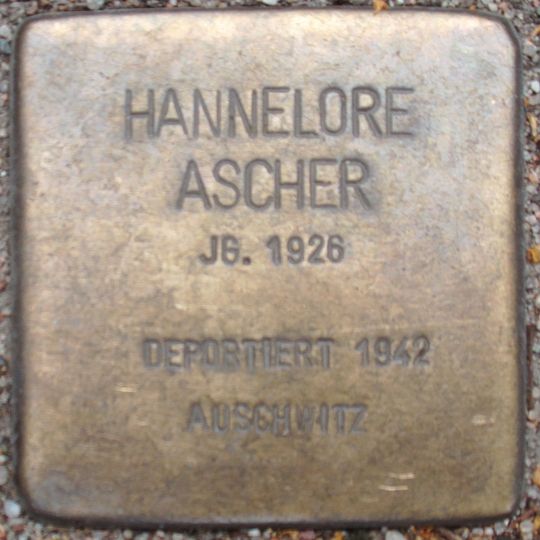 HANNELORE
ASCHER
JG. 1926
DEPORTIERT 1942
AUSCHWITZ